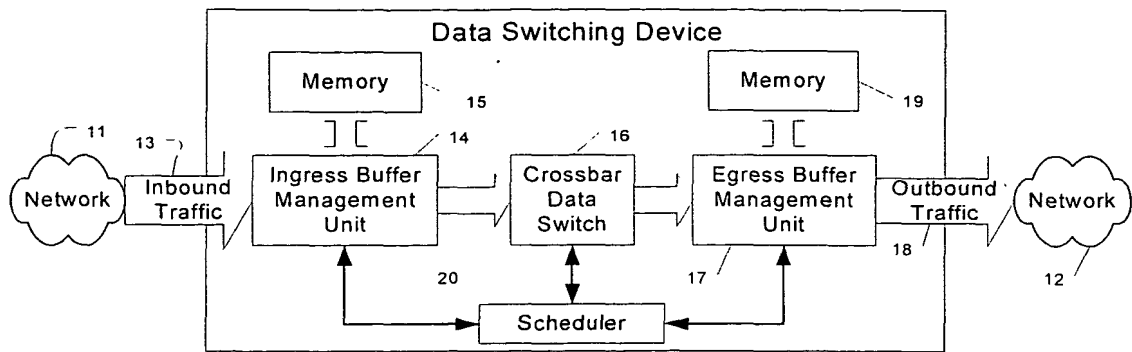 Data Switching Device
Memory
15
Memory
19
11
13
14
16
Network
Inbound
Traffic
Ingress Buffer
Management
Unit
Crossbar
Data
Switch
Egress Buffer
Management
Unit
Outbound
Traffic
Network
18
20
17
12
Scheduler